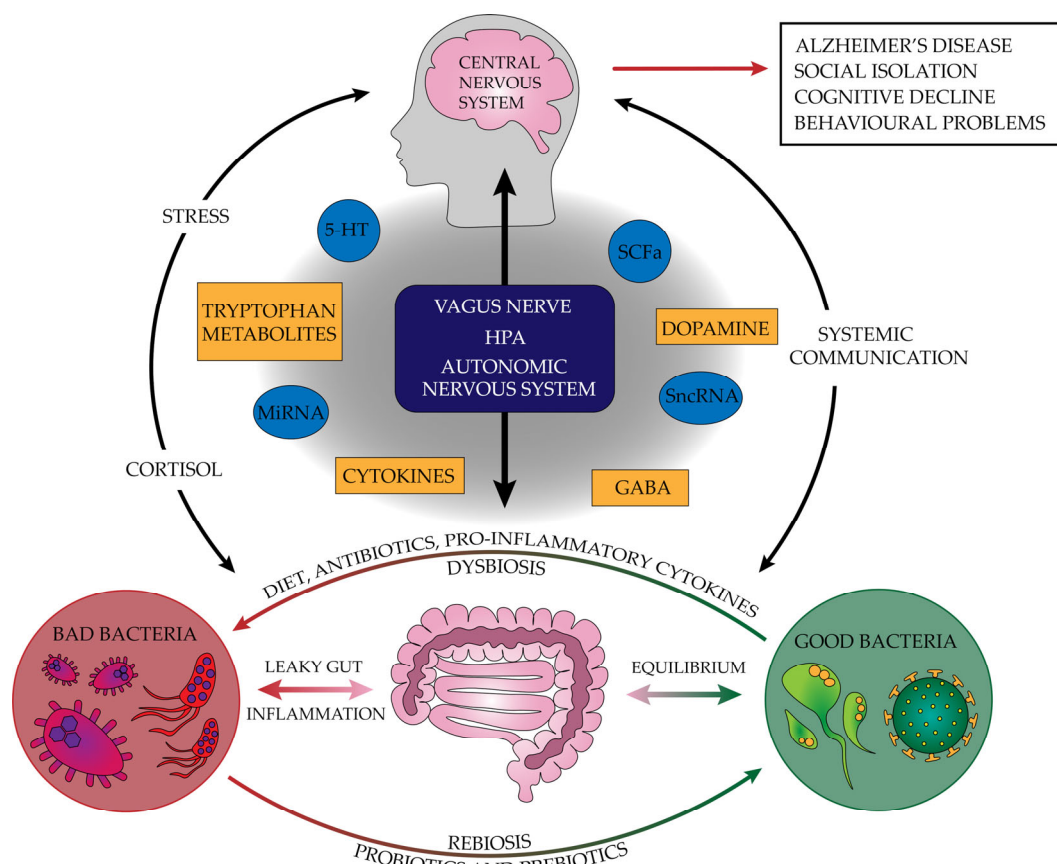 CENTRAL
NERVOUS
SYSTEM
ALZHEIMER'S DISEASE
SOCIAL ISOLATION
COGNITIVE DECLINE
BEHAVIOURAL PROBLEMS
STRESS
5-HT
SCFa
TRYPTOPHAN
METABOLITES
VAGUS NERVE
HPA
AUTONOMIC
NERVOUS SYSTEM
DOPAMINE
SYSTEMIC
COMMUNICATION
MiRNA
SncRNA
CORTISOL
CYTOKINES
GABA
DIET, ANTIBIOTICS, PRO-INFLAMMATORY CYTOKINES
DYSBIOSIS
BAD BACTERIA
GOOD BACTERIA
LEAKY GUT
INFLAMMATION
EQUILIBRIUM
REBIOSIS
PROBIOTICS AND PREBIOTICS